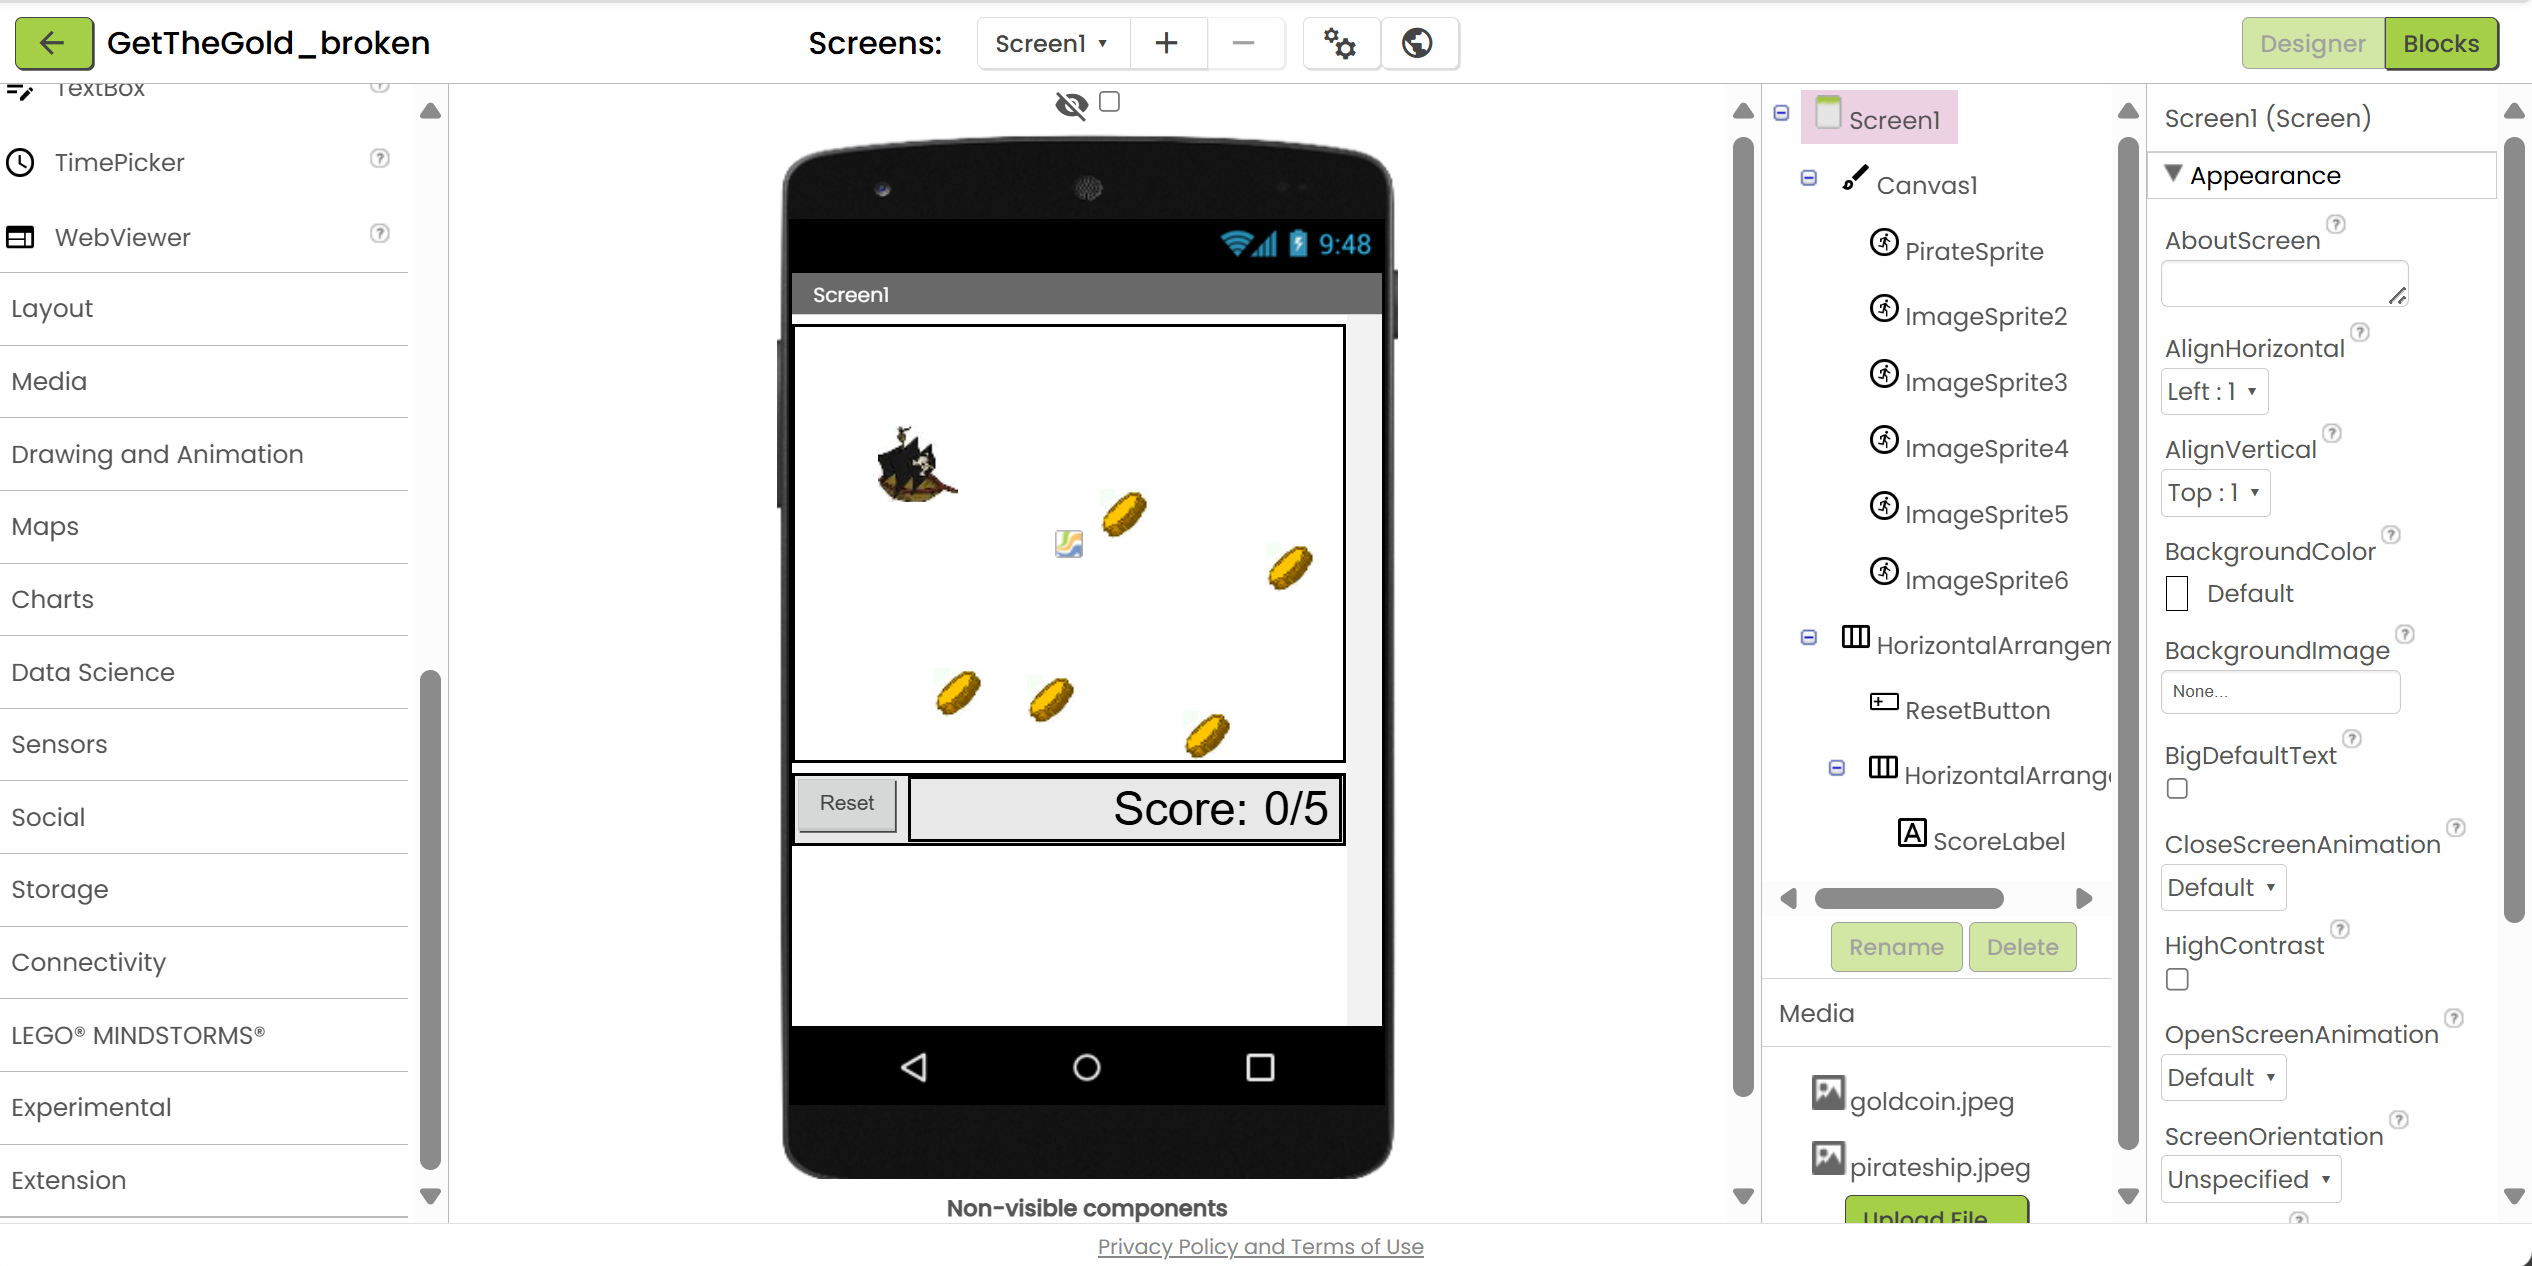 GetTheGold_broken
Screens:
Screen1
Designer
Blocks
TextBox
TimePicker
WebViewer
Layout
Media
Drawing and Animation
Maps
Charts
Data Science
Sensors
Social
Storage
Connectivity
LEGO® MINDSTORMS®
Experimental
Extension
9:48
Screen1
Reset
Score: 0/5
Non-visible components
Screen1
Canvas1
PirateSprite
ImageSprite2
ImageSprite3
ImageSprite4
ImageSprite5
ImageSprite6
HorizontalArrangem
ResetButton
HorizontalArrang
ScoreLabel
Rename
Delete
Media
goldcoin.jpeg
pirateship.jpeg
Upload File ...
Screen1 (Screen)
Appearance
AboutScreen
AlignHorizontal
Left : 1
AlignVertical
Top : 1
BackgroundColor
Default
BackgroundImage
None...
BigDefaultText
CloseScreenAnimation
Default
HighContrast
OpenScreenAnimation
Default
ScreenOrientation
Unspecified
Privacy Policy and Terms of Use